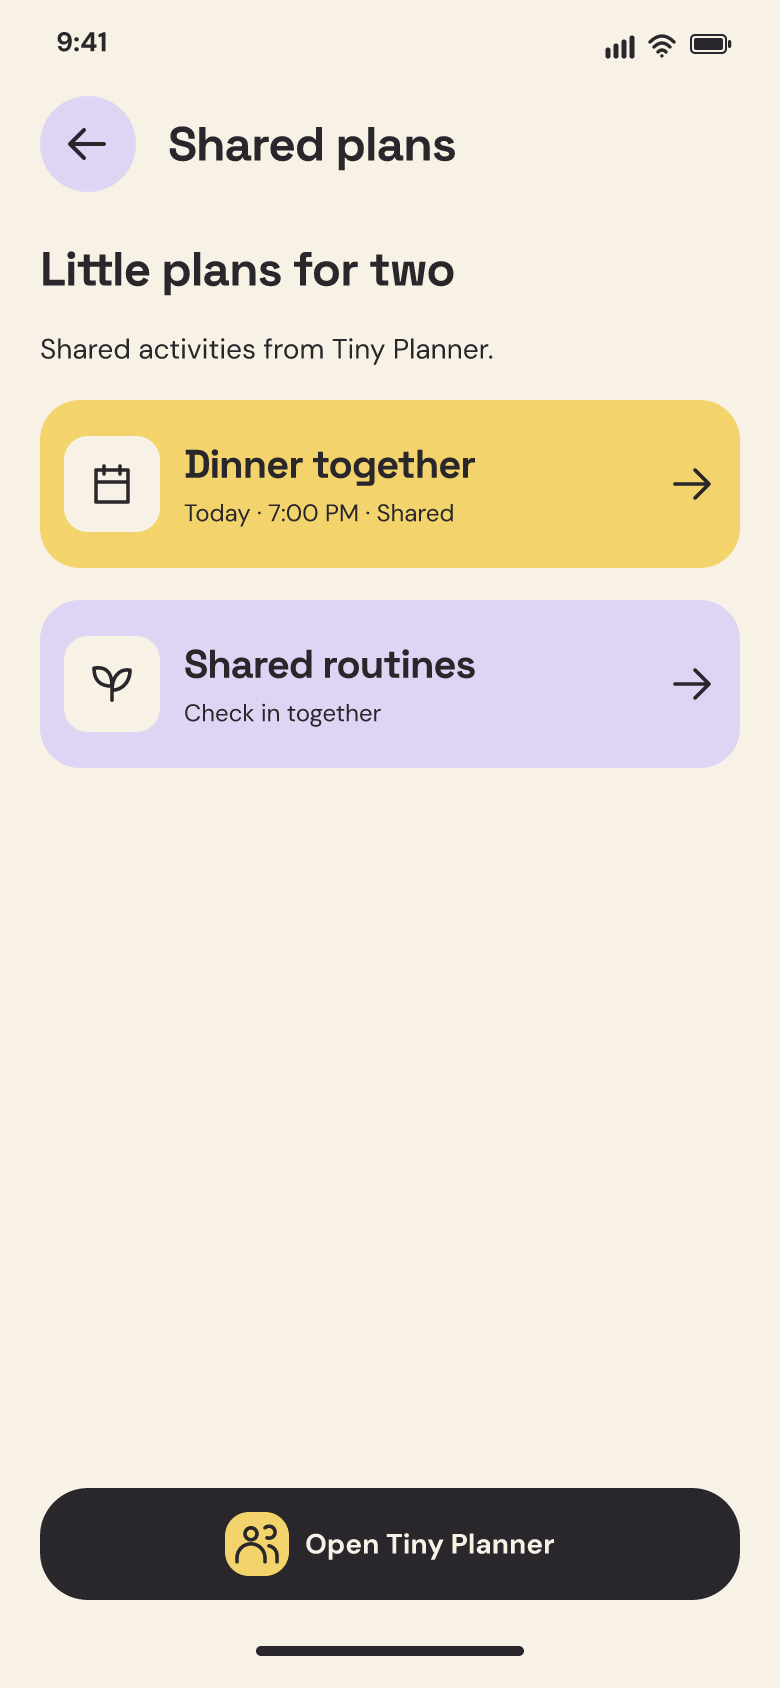 9:41
Shared plans
Little plans for two
Shared activities from Tiny Planner.
Dinner together
Today · 7:00 PM · Shared
Shared routines
Check in together
Open Tiny Planner